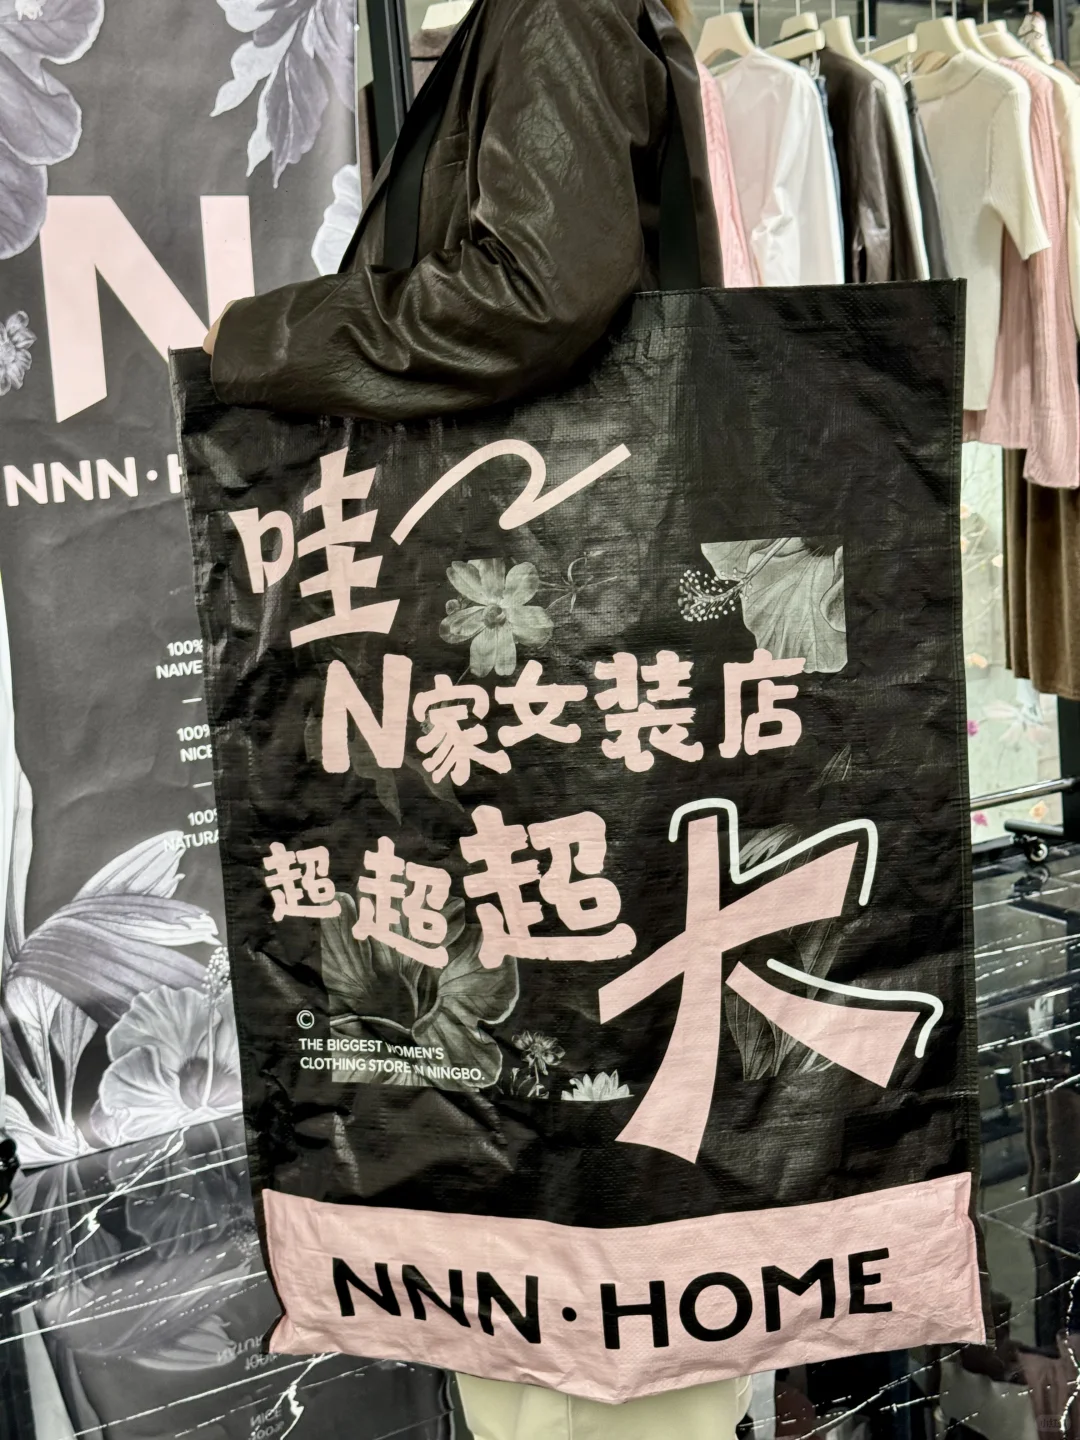 N
NNN·H
100%
NAIVE
100%
NICE
100%
NATURA
哇~
N家女装店
超超超大
©
THE BIGGEST WOMEN'S
CLOTHING STORE IN NINGBO.
NNN·HOME